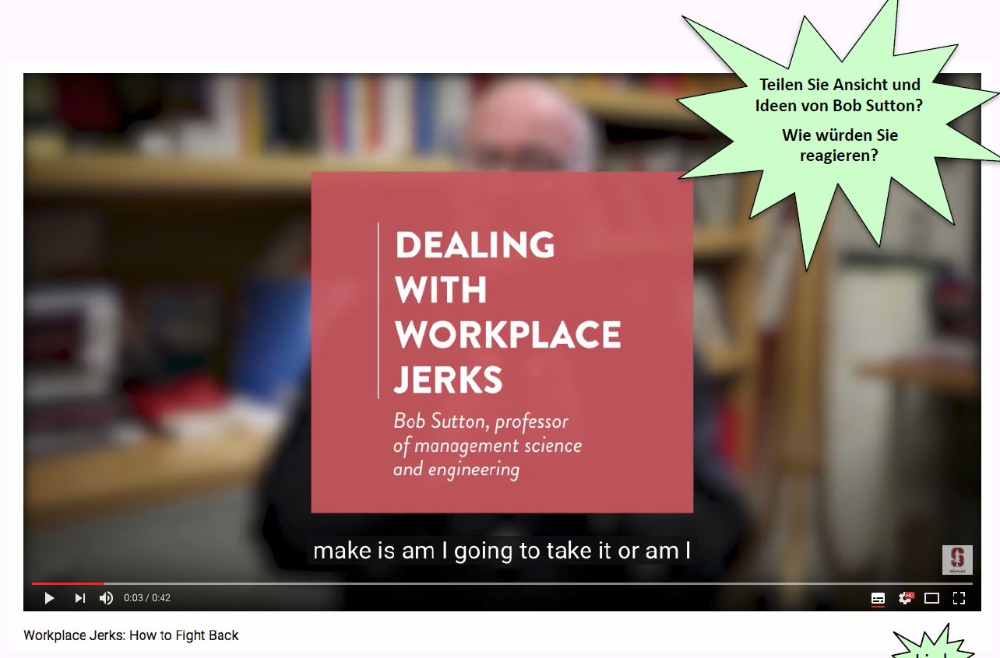 Teilen Sie Ansicht und
Ideen von Bob Sutton?
Wie würden Sie
reagieren?
DEALING
WITH
WORKPLACE
JERKS
Bob Sutton, professor
of management science
and engineering
make is am I going to take it or am I
0:03 / 0:42
HD
Workplace Jerks: How to Fight Back